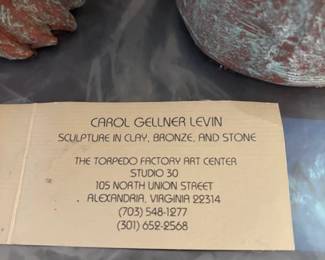 CAROL GELLNER LEVIN
SCULPTURE IN CLAY, BRONZE, AND STONE
THE TORPEDO FACTORY ART CENTER
STUDIO 30
105 NORTH UNION STREET
ALEXANDRIA, VIRGINIA 22314
(703) 548-1277
(301) 652-2568